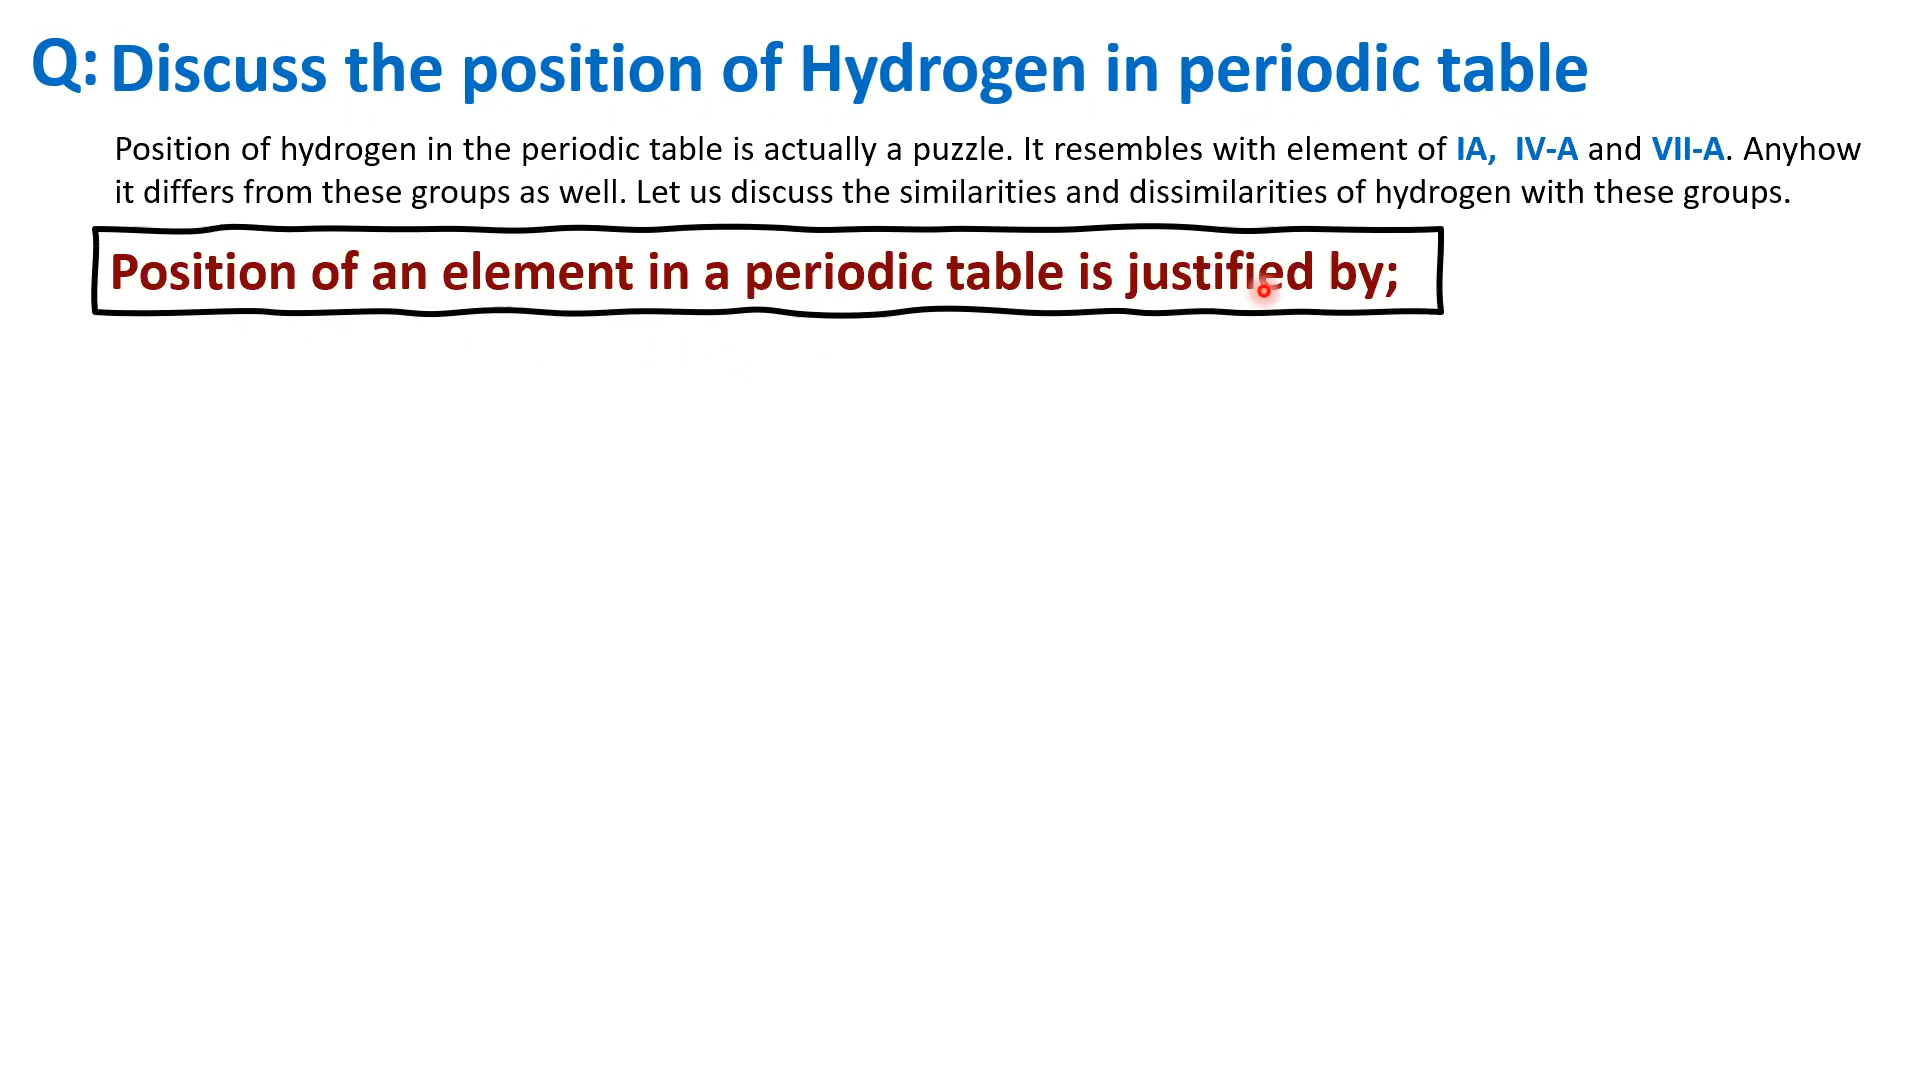 Q: Discuss the position of Hydrogen in periodic table
Position of hydrogen in the periodic table is actually a puzzle. It resembles with element of IA, IV-A and VII-A. Anyhow
it differs from these groups as well. Let us discuss the similarities and dissimilarities of hydrogen with these groups.
Position of an element in a periodic table is justified by;